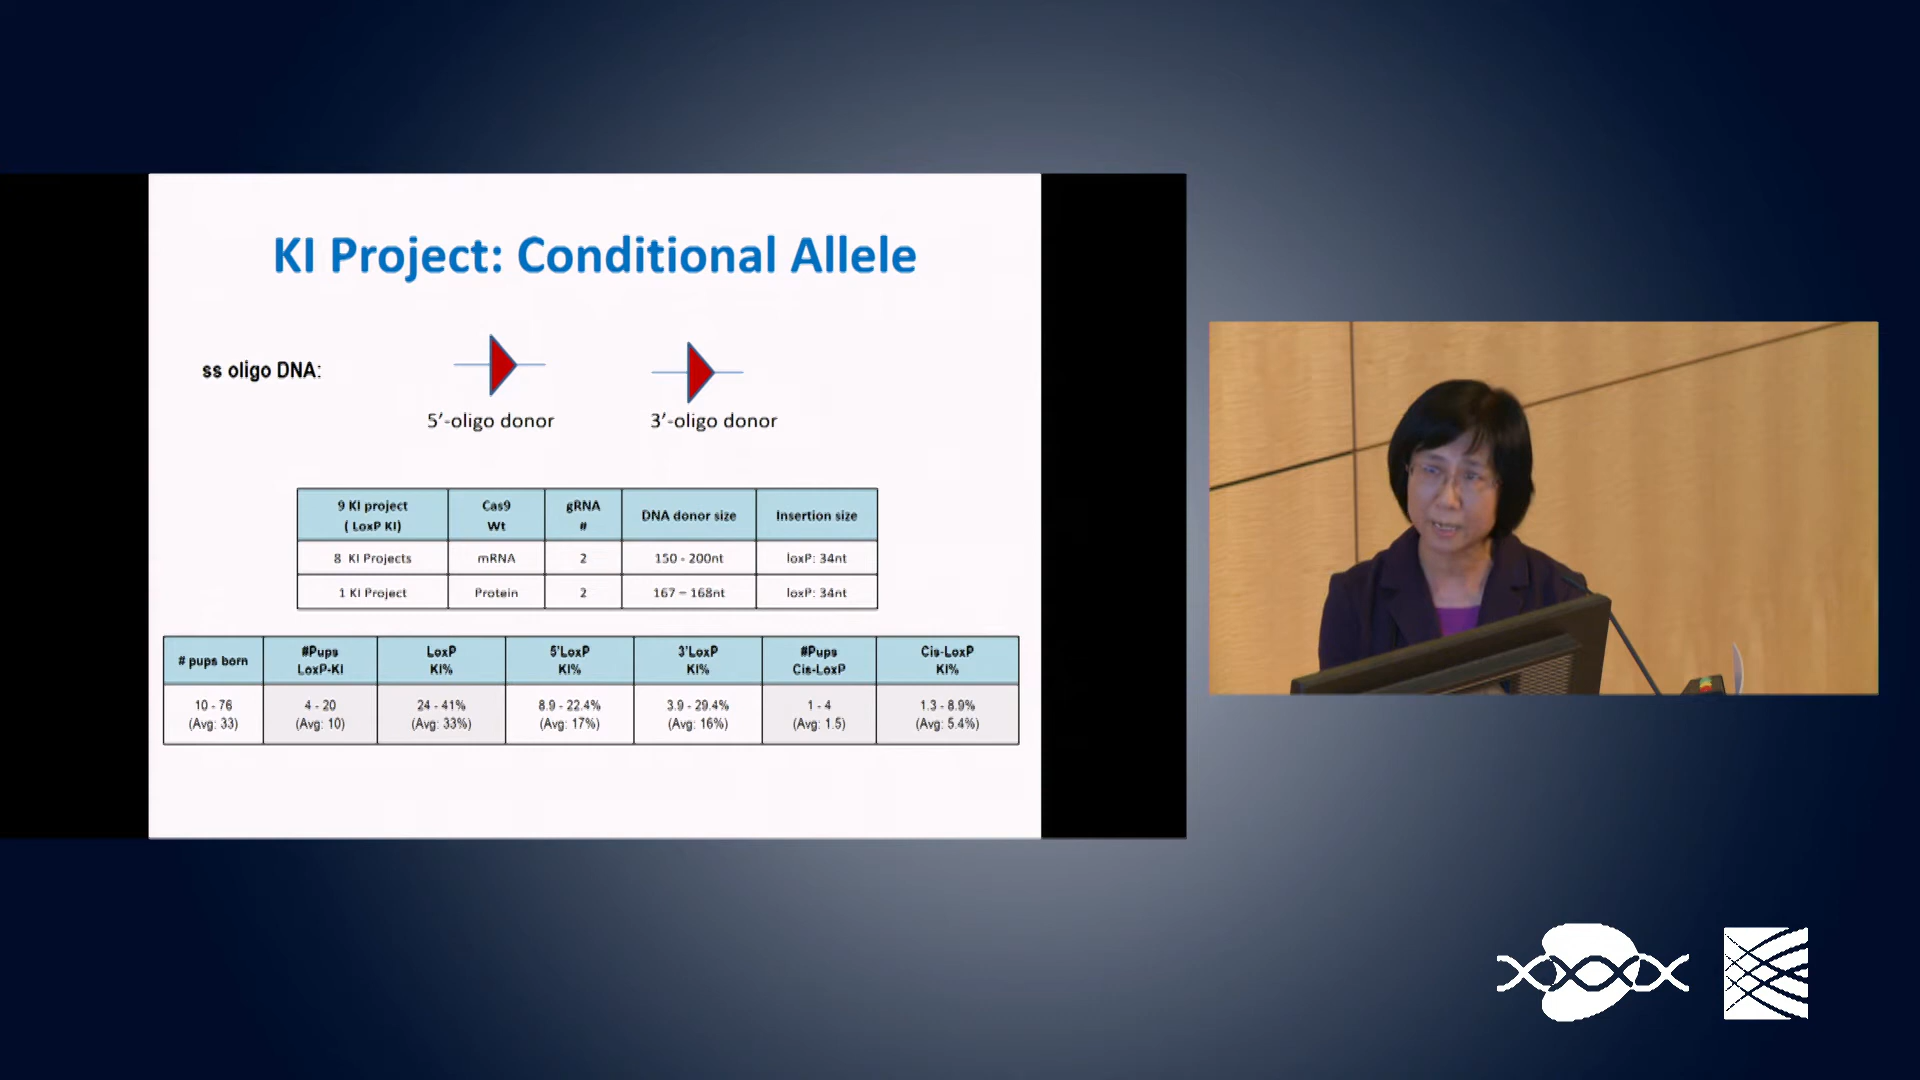 KI Project: Conditional Allele
ss oligo DNA:
5’-oligo donor
3’-oligo donor
9 KI project
( LoxP KI)
Cas9
Wt
gRNA
#
DNA donor size
Insertion size
8 KI Projects
mRNA
2
150 - 200nt
loxP: 34nt
1 KI Project
Protein
2
167 – 168nt
loxP: 34nt
# pups born
#Pups
LoxP-KI
LoxP
KI%
5’LoxP
KI%
3’LoxP
KI%
#Pups
Cis-LoxP
Cis-LoxP
KI%
10 - 76
(Avg: 33)
4 - 20
(Avg: 10)
24 - 41%
(Avg: 33%)
8.9 - 22.4%
(Avg: 17%)
3.9 - 29.4%
(Avg: 16%)
1 - 4
(Avg: 1.5)
1.3 - 8.9%
(Avg: 5.4%)